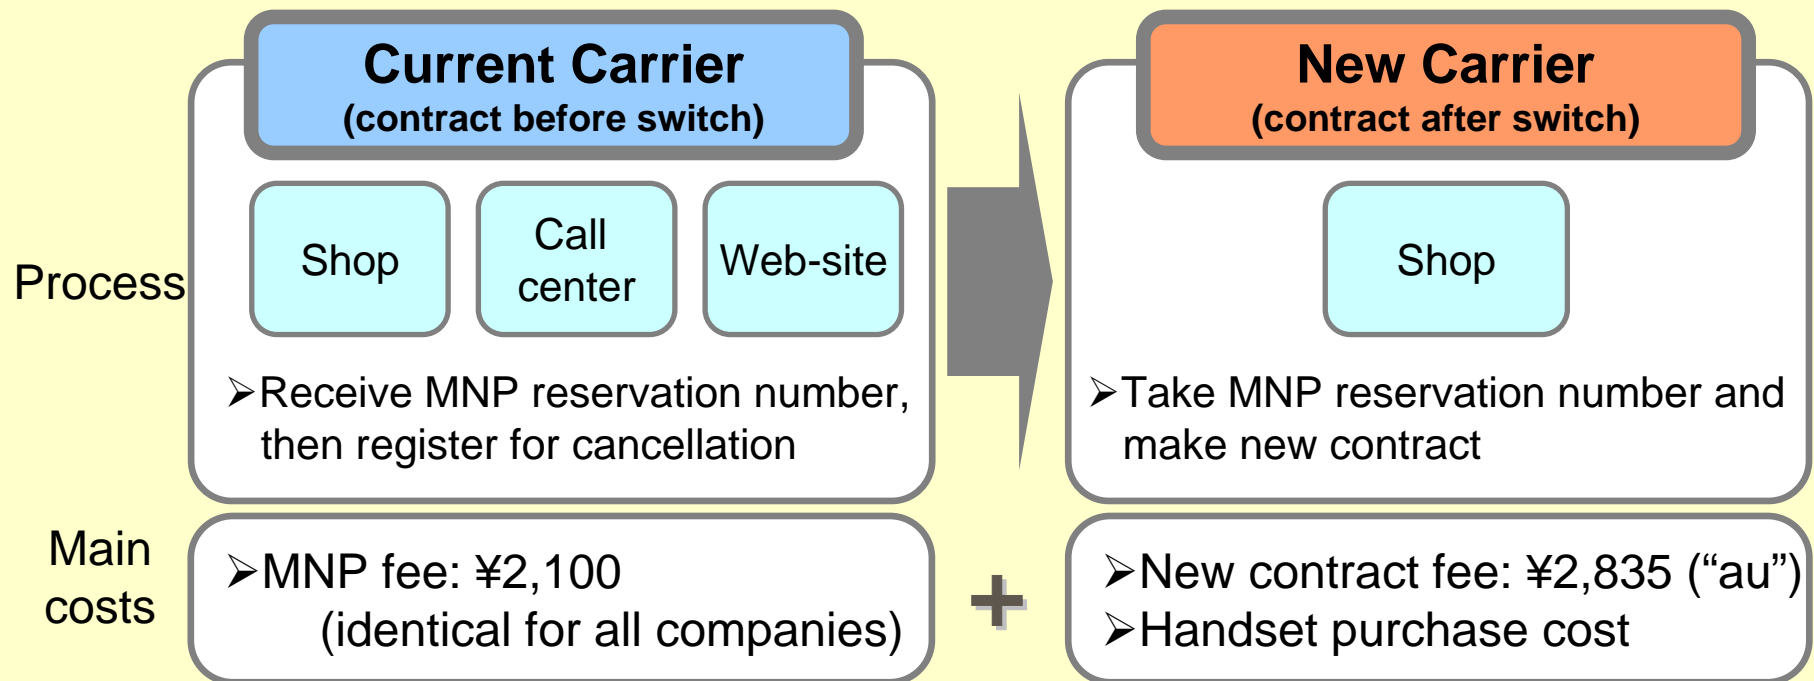 Current Carrier
(contract before switch)
New Carrier
(contract after switch)
Process
Shop
Call
center
Web-site
Shop
➢Receive MNP reservation number,
then register for cancellation
➢Take MNP reservation number and
make new contract
Main
costs
➢MNP fee: ¥2,100
(identical for all companies)
+
➢New contract fee: ¥2,835 (“au”)
➢Handset purchase cost